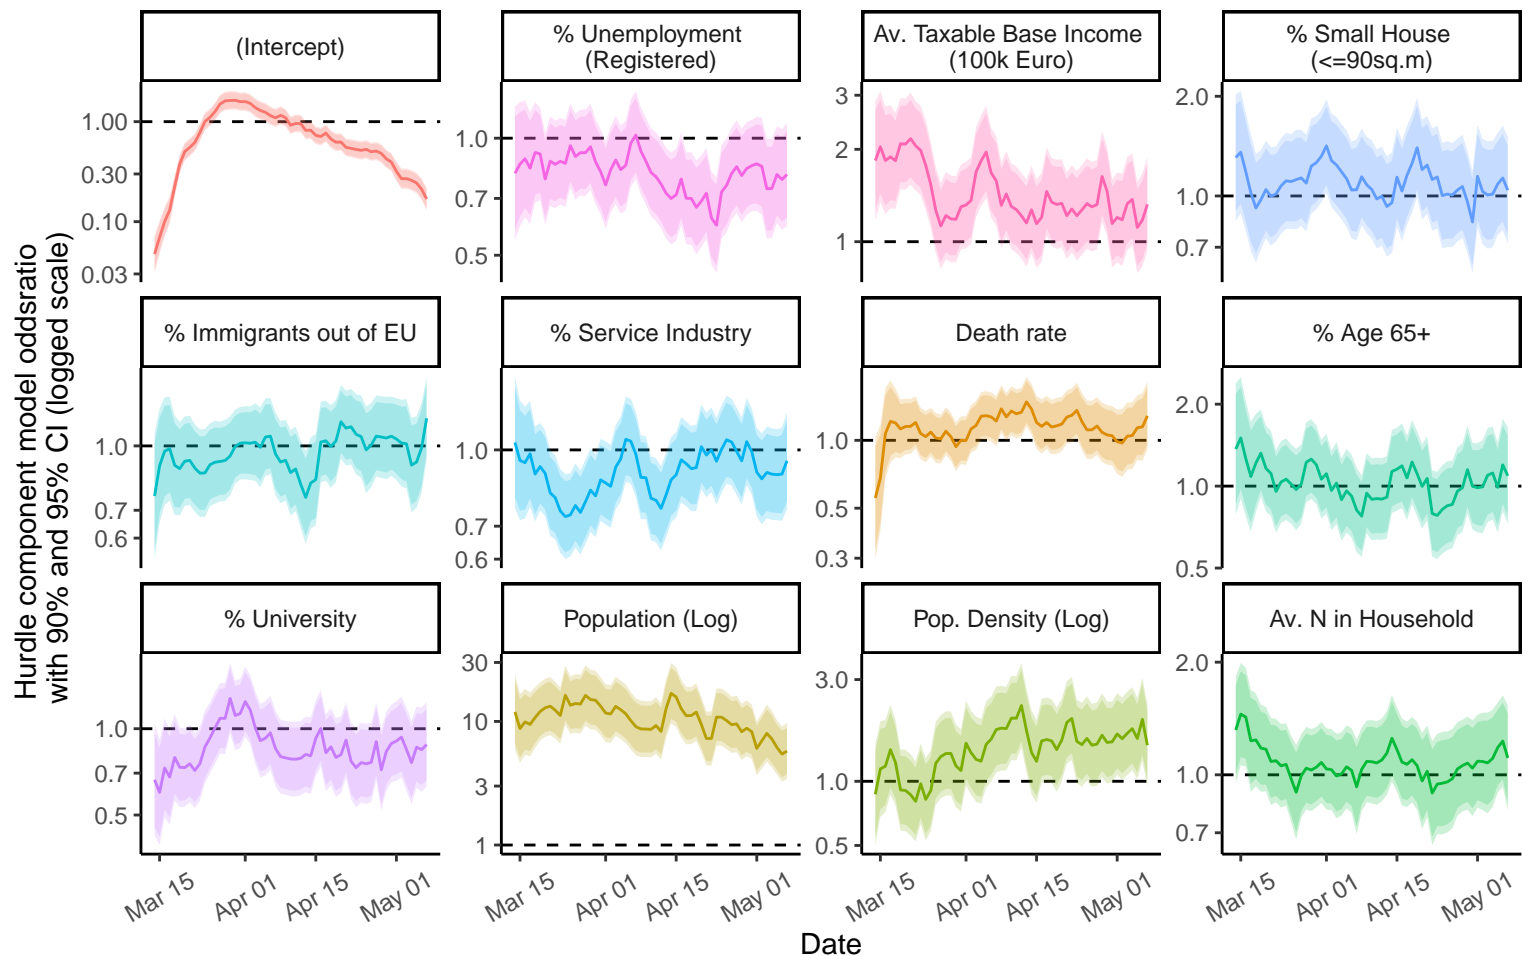 Hurdle component model oddsratio
with 90% and 95% CI (logged scale)
(Intercept)
1.00
0.30
0.10
0.03
% Unemployment
(Registered)
1.0
0.7
0.5
Av. Taxable Base Income
(100k Euro)
3
2
1
% Small House
(<=90sq.m)
2.0
1.0
0.7
% Immigrants out of EU
1.0
0.7
0.6
% Service Industry
1.0
0.7
0.6
Death rate
1.0
0.5
0.3
% Age 65+
2.0
1.0
0.5
% University
1.0
0.7
0.5
Mar 15 Apr 01 Apr 15 May 01
Population (Log)
30
10
3
1
Mar 15 Apr 01 Apr 15 May 01
Pop. Density (Log)
3.0
1.0
0.5
Mar 15 Apr 01 Apr 15 May 01
Av. N in Household
2.0
1.0
0.7
Mar 15 Apr 01 Apr 15 May 01
Date